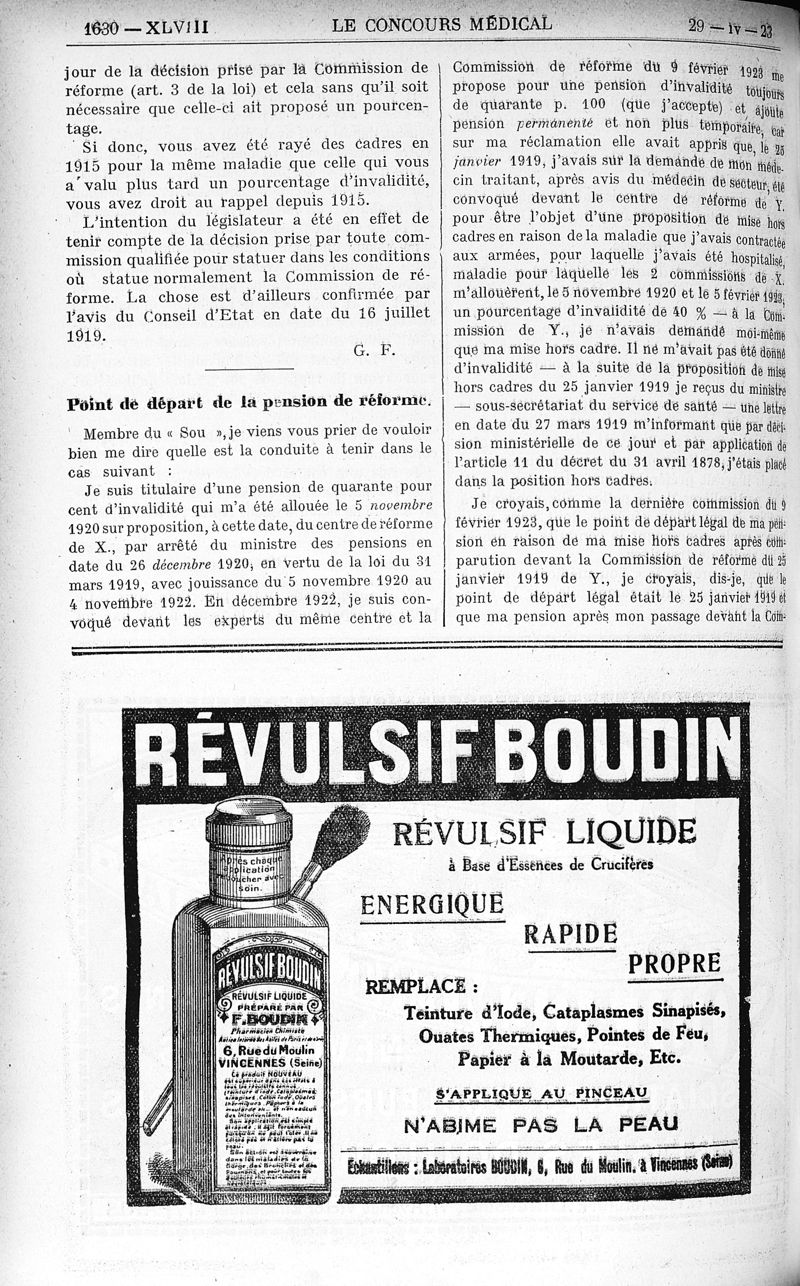 1630 — XLVIII
LE CONCOURS MÉDICAL
29 — IV — 23
jour de la décision prise par la Commission de
réforme (art. 3 de la loi) et cela sans qu'il soit
nécessaire que celle-ci ait proposé un pourcen-
tage.
Si donc, vous avez été rayé des cadres en
1915 pour la même maladie que celle qui vous
a valu plus tard un pourcentage d'invalidité,
vous avez droit au rappel depuis 1915.
L'intention du législateur a été en effet de
tenir compte de la décision prise par toute com-
mission qualifiée pour statuer dans les conditions
où statue normalement la Commission de ré-
forme. La chose est d'ailleurs confirmée par
l'avis du Conseil d'Etat en date du 16 juillet
1919.
G. F.
Point de départ de la pension de réforme.
Membre du « Sou », je viens vous prier de vouloir
bien me dire quelle est la conduite à tenir dans le
cas suivant :
Je suis titulaire d'une pension de quarante pour
cent d'invalidité qui m'a été allouée le 5 novembre
1920 sur proposition, à cette date, du centre de réforme
de X., par arrêté du ministre des pensions en
date du 26 décembre 1920, en vertu de la loi du 31
mars 1919, avec jouissance du 5 novembre 1920 au
4 novembre 1922. En décembre 1922, je suis con-
voqué devant les experts du même centre et la
Commission de réforme du 9 février 1923 me
propose pour une pension d'invalidité toujours
de quarante p. 100 (que j'accepte) et ajoute
pension permanente et non plus temporaire, car
sur ma réclamation elle avait appris que, le 25
janvier 1919, j'avais sur la demande de mon méde-
cin traitant, après avis du médecin de secteur, été
convoqué devant le centre de réforme de Y.
pour être l'objet d'une proposition de mise hors
cadres en raison de la maladie que j'avais contractée
aux armées, pour laquelle j'avais été hospitalisé,
maladie pour laquelle les 2 commissions de X.
m'allouèrent, le 5 novembre 1920 et le 5 février 1923,
un pourcentage d'invalidité de 40 % — à la Com-
mission de Y., je n'avais demandé moi-même
que ma mise hors cadre. Il ne m'avait pas été donné
d'invalidité — à la suite de la proposition de mise
hors cadres du 25 janvier 1919 je reçus du ministre
— sous-secrétariat du service de santé — une lettre
en date du 27 mars 1919 m'informant que par déci-
sion ministérielle de ce jour et par application de
l'article 11 du décret du 31 avril 1878, j'étais placé
dans la position hors cadres.
Je croyais, comme la dernière commission du 9
février 1923, que le point de départ légal de ma pen-
sion en raison de ma mise hors cadres après com-
parution devant la Commission de réforme du 25
janvier 1919 de Y., je croyais, dis-je, que le
point de départ légal était le 25 janvier 1919 et
que ma pension après mon passage devant la Com-
RÉVULSIF BOUDIN
RÉVULSIF LIQUIDE
à Base d'Essences de Crucifères
ENERGIQUE
RAPIDE
PROPRE
REMPLACE :
Teinture d'Iode, Cataplasmes Sinapisés,
Ouates Thermiques, Pointes de Feu,
Papier à la Moutarde, Etc.
S'APPLIQUE AU PINCEAU
N'ABIME PAS LA PEAU
Échantillons : Laboratoires BOUDIN, 6, Rue du Moulin, à Vincennes (Seine)
Après chaque
application
reboucher avec
soin.
RÉVULSIF BOUDIN
RÉVULSIF LIQUIDE
PRÉPARÉ PAR
F. BOUDIN
Pharmacien Chimiste
6, Rue du Moulin
VINCENNES (Seine)
Ce produit NOUVEAU